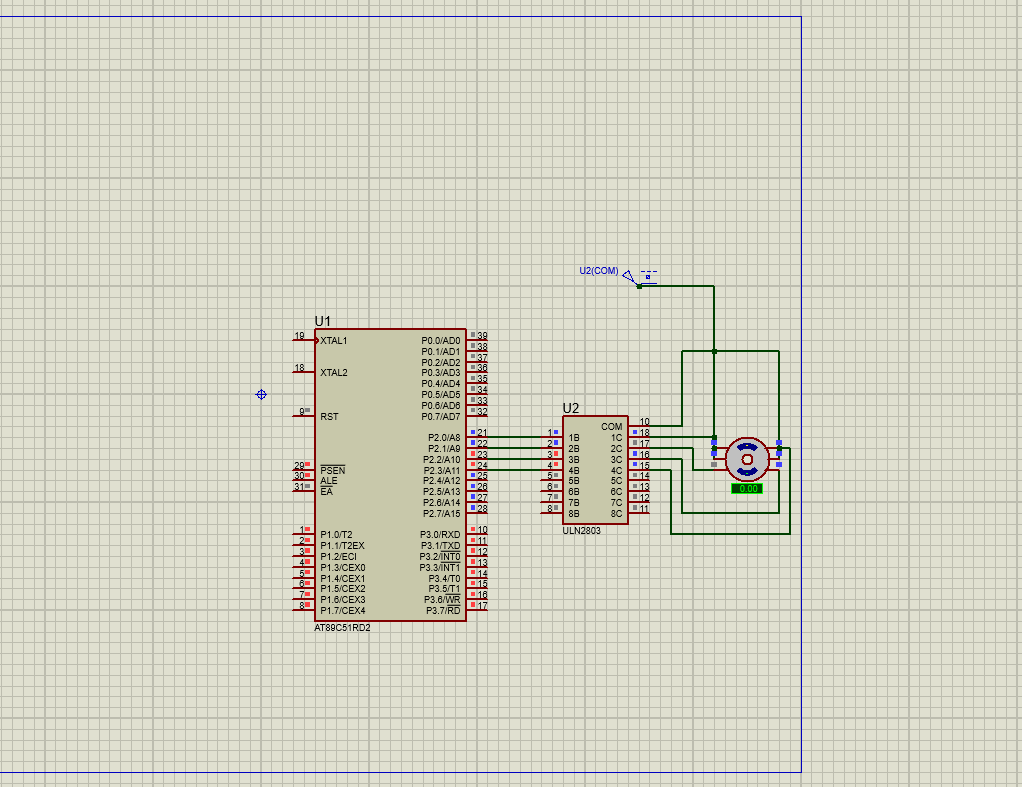 U2(COM)
U1
19 XTAL1
18 XTAL2
9 RST
29 PSEN
30 ALE
31 EA
1 P1.0/T2
2 P1.1/T2EX
3 P1.2/ECI
4 P1.3/CEX0
5 P1.4/CEX1
6 P1.5/CEX2
7 P1.6/CEX3
8 P1.7/CEX4
P0.0/AD0 39
P0.1/AD1 38
P0.2/AD2 37
P0.3/AD3 36
P0.4/AD4 35
P0.5/AD5 34
P0.6/AD6 33
P0.7/AD7 32
P2.0/A8 21
P2.1/A9 22
P2.2/A10 23
P2.3/A11 24
P2.4/A12 25
P2.5/A13 26
P2.6/A14 27
P2.7/A15 28
P3.0/RXD 10
P3.1/TXD 11
P3.2/INT0 12
P3.3/INT1 13
P3.4/T0 14
P3.5/T1 15
P3.6/WR 16
P3.7/RD 17
AT89C51RD2
U2
COM 10
1 1B 1C 18
2 2B 2C 17
3 3B 3C 16
4 4B 4C 15
5 5B 5C 14
6 6B 6C 13
7 7B 7C 12
8 8B 8C 11
ULN2803
0.00